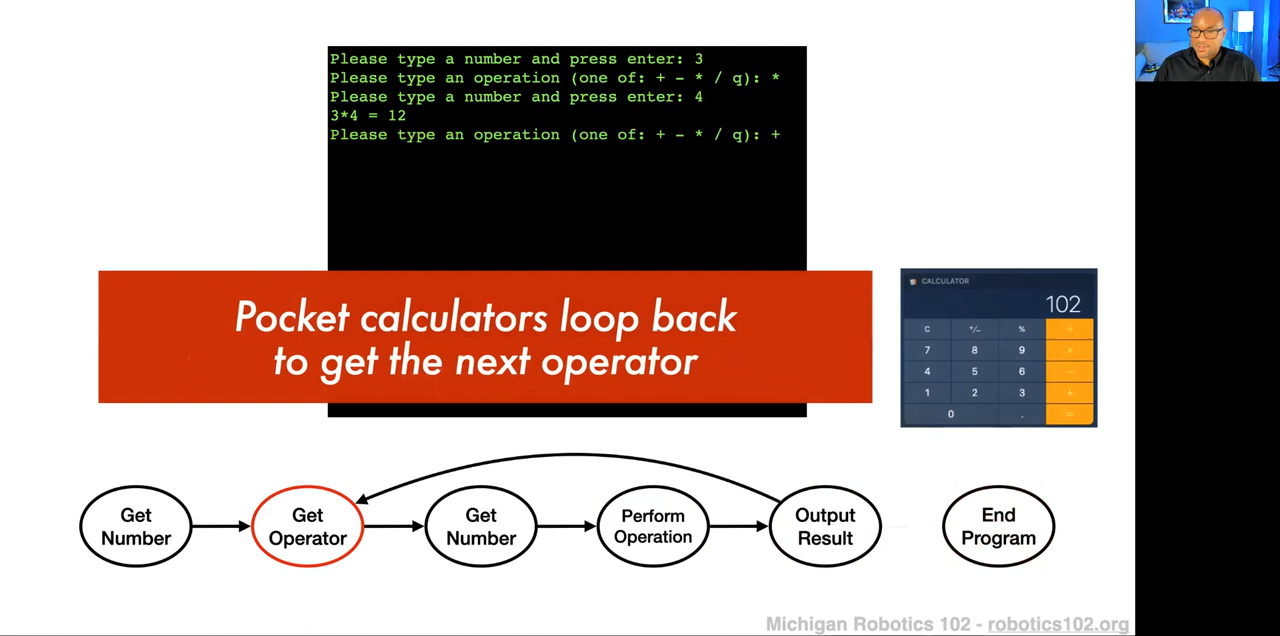 Please type a number and press enter: 3
Please type an operation (one of: + - * / q): *
Please type a number and press enter: 4
3*4 = 12
Please type an operation (one of: + - * / q): +
Pocket calculators loop back
to get the next operator
CALCULATOR
102
C +/- % ÷
7 8 9 ×
4 5 6 −
1 2 3 +
0 . =
Get
Number
Get
Operator
Get
Number
Perform
Operation
Output
Result
End
Program
Michigan Robotics 102 - robotics102.org